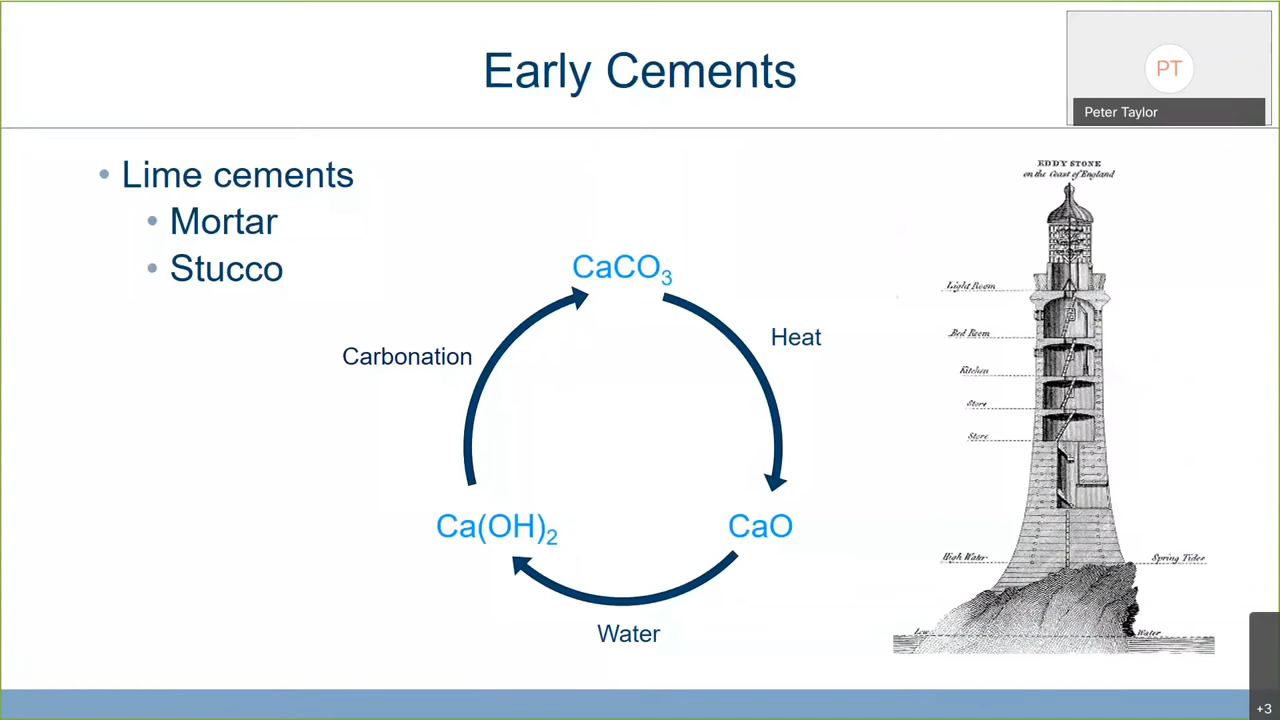 Early Cements
PT
Peter Taylor
• Lime cements
• Mortar
• Stucco
CaCO₃
Heat
Carbonation
Ca(OH)₂
CaO
Water
EDDY STONE
on the Coast of England
Light Room
Bed Room
Kitchen
Store
Store
High Water
Spring Tides
Low
Water
+3